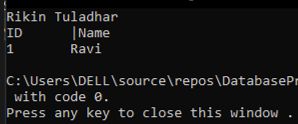 Rikin Tuladhar
ID |Name
1 Ravi
C:\Users\DELL\source\repos\DatabasePr
with code 0.
Press any key to close this window .